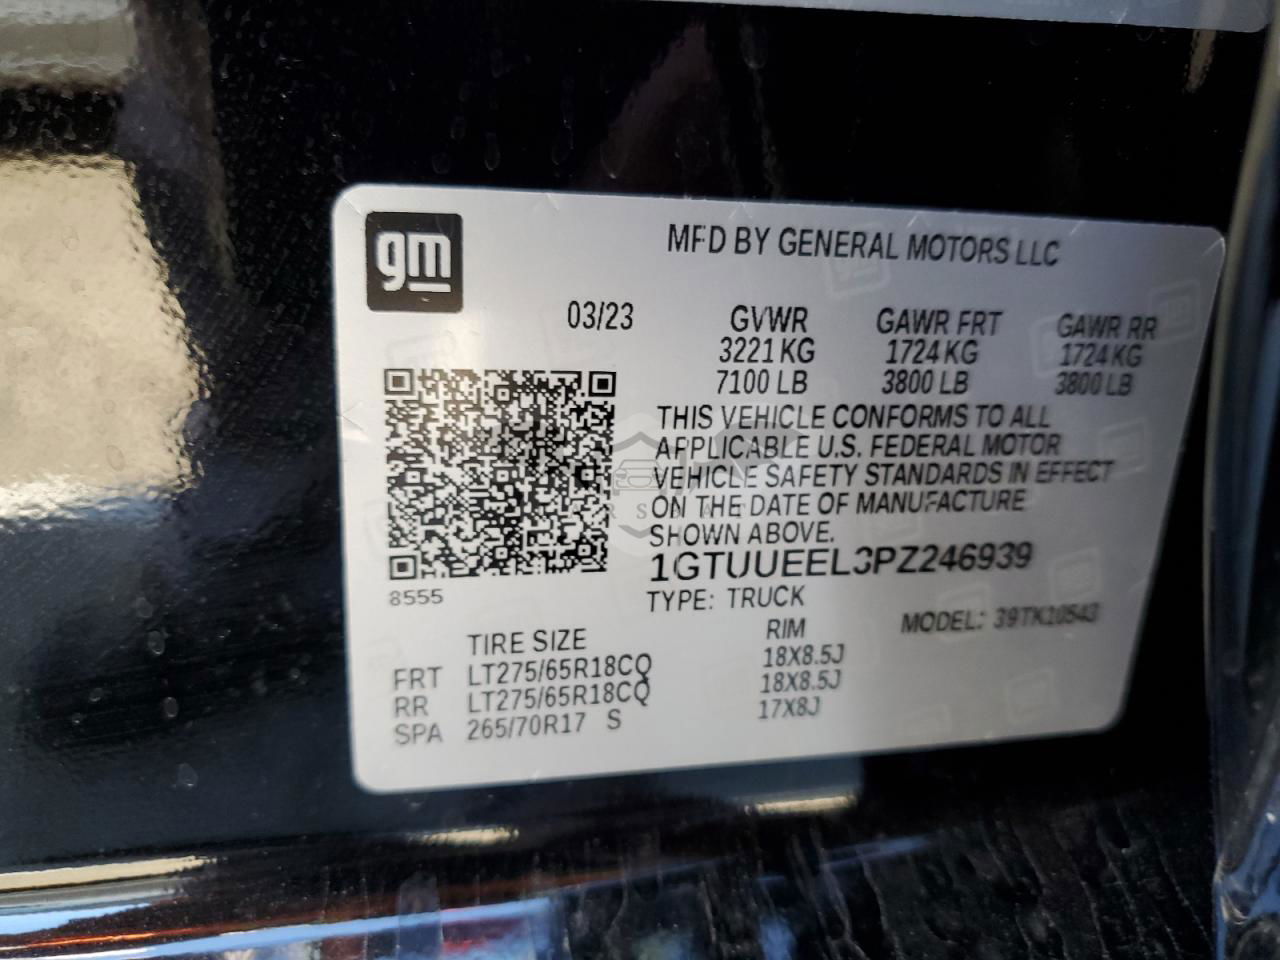 gm
MFD BY GENERAL MOTORS LLC
03/23 GVWR GAWR FRT GAWR RR
3221 KG 1724 KG 1724 KG
7100 LB 3800 LB 3800 LB
THIS VEHICLE CONFORMS TO ALL
APPLICABLE U.S. FEDERAL MOTOR
VEHICLE SAFETY STANDARDS IN EFFECT
ON THE DATE OF MANUFACTURE
SHOWN ABOVE.
1GTUUEEL3PZ246939
8555
TYPE: TRUCK MODEL: 39TK10543
TIRE SIZE RIM
FRT LT275/65R18CQ 18X8.5J
RR LT275/65R18CQ 18X8.5J
SPA 265/70R17 S 17X8J